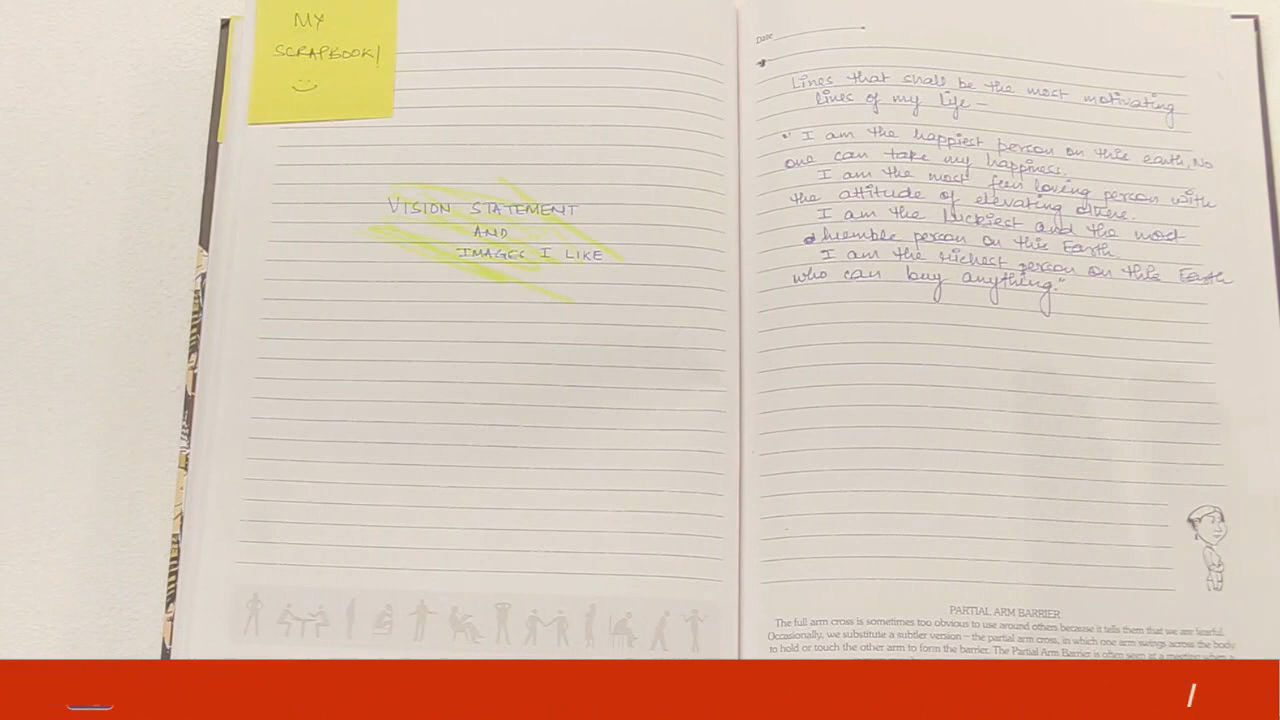 MY
SCRAPBOOK!
VISION STATEMENT
AND
IMAGES I LIKE
DATE
Lines that shall be the most motivating
lines of my life –
" I am the happiest person on this earth. No
one can take my happiness.
I am the most fun loving person with
the attitude of elevating others.
I am the luckiest and the most
humble person on this Earth.
I am the richest person on this Earth
who can buy anything."
PARTIAL ARM BARRIER
The full arm cross is sometimes too obvious to use around others because it tells them that we are fearful.
Occasionally, we substitute a subtler version – the partial arm cross, in which one arm swings across the body
to hold or touch the other arm to form the barrier. The Partial Arm Barrier is often seen at a meeting where a
/